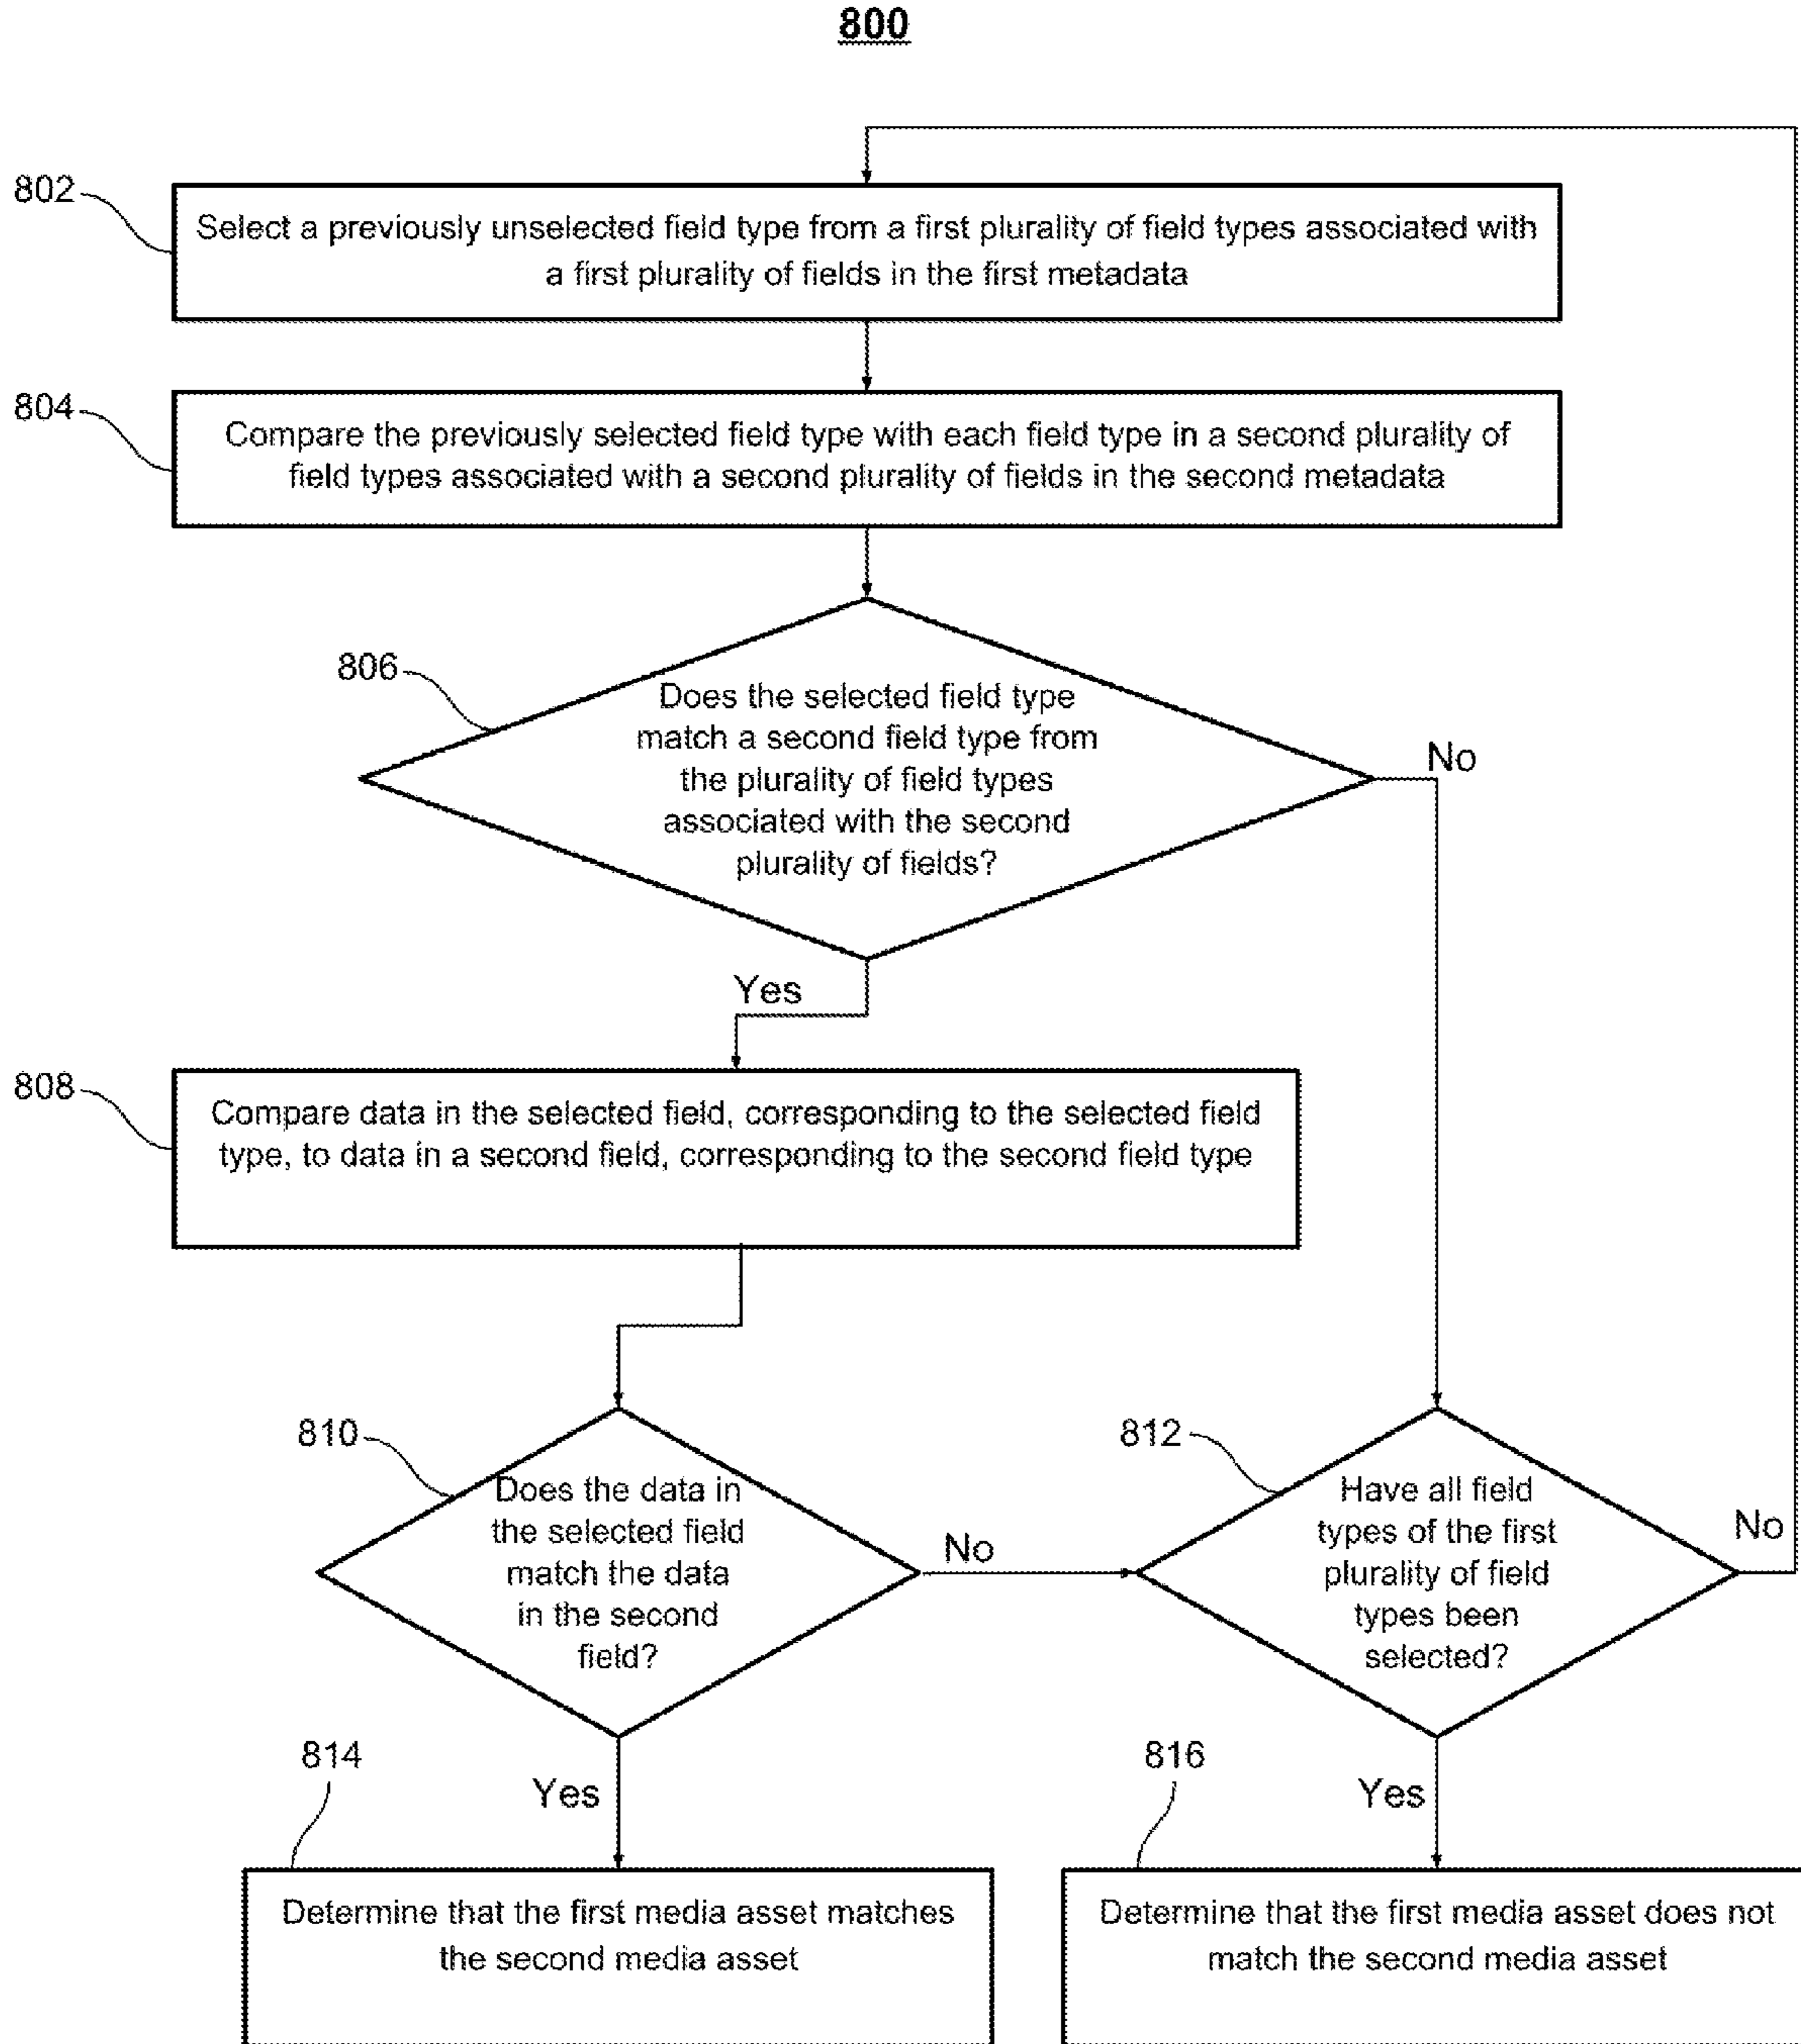 800
802
Select a previously unselected field type from a first plurality of field types associated with
a first plurality of fields in the first metadata
804
Compare the previously selected field type with each field type in a second plurality of
field types associated with a second plurality of fields in the second metadata
806
Does the selected field type
match a second field type from
the plurality of field types
associated with the second
plurality of fields?
No
Yes
808
Compare data in the selected field, corresponding to the selected field
type, to data in a second field, corresponding to the second field type
810
Does the data in
the selected field
match the data
in the second
field?
No
812
Have all field
types of the first
plurality of field
types been
selected?
No
814
Yes
816
Yes
Determine that the first media asset matches
the second media asset
Determine that the first media asset does not
match the second media asset